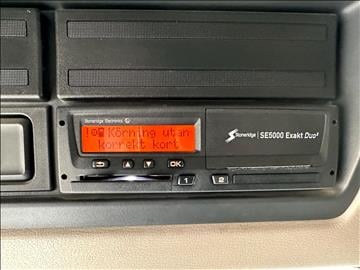 Stoneridge Electronics
!
Körning utan
korrekt kort
Stoneridge | SE5000 Exakt Duo²
OK
1 2